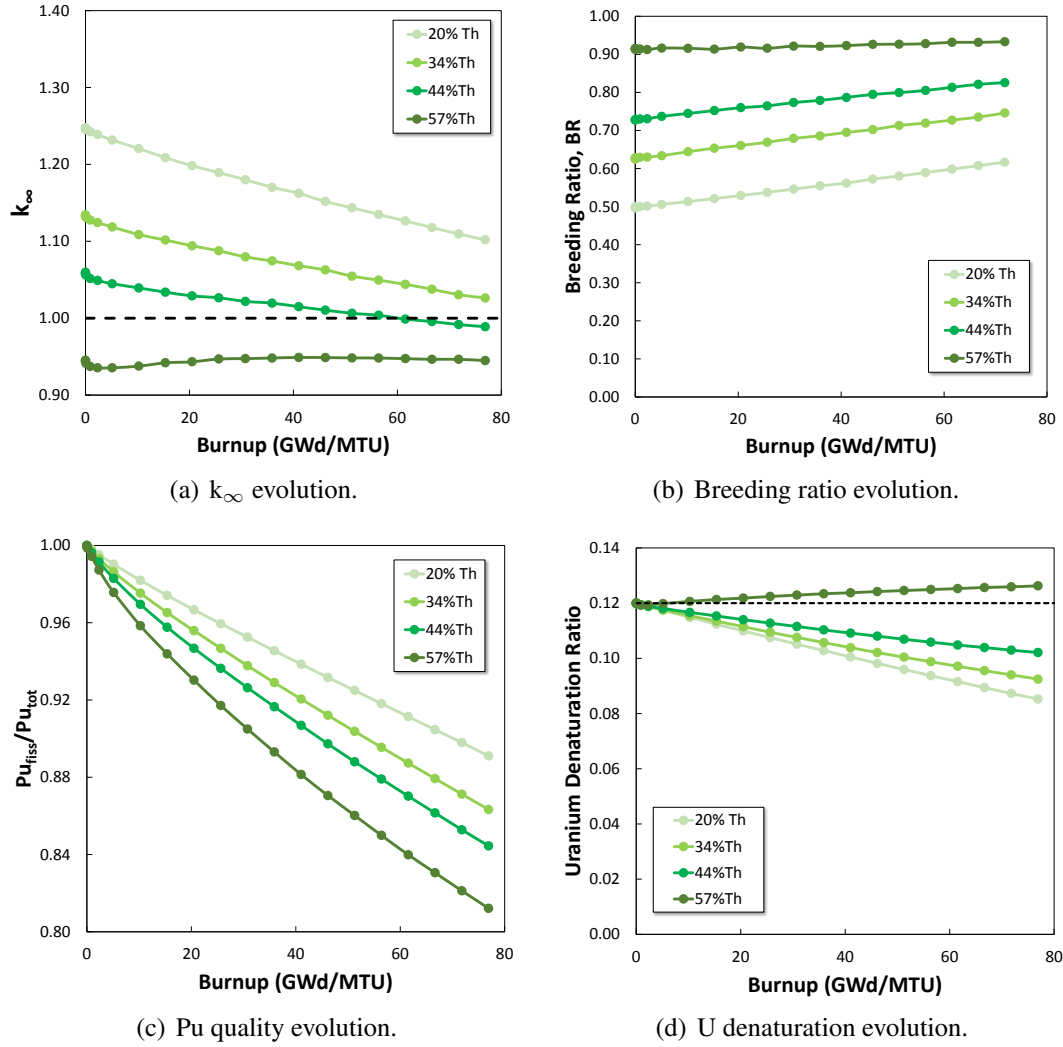 1.40
1.30
1.20
1.10
1.00
0.90
k∞
20% Th
34%Th
44%Th
57%Th
0 20 40 60 80
Burnup (GWd/MTU)
(a) k∞ evolution.
1.00
0.90
0.80
0.70
0.60
0.50
0.40
0.30
0.20
0.10
0.00
Breeding Ratio, BR
20% Th
34%Th
44%Th
57%Th
0 20 40 60 80
Burnup (GWd/MTU)
(b) Breeding ratio evolution.
1.00
0.96
0.92
0.88
0.84
0.80
Pufiss/Putot
20% Th
34%Th
44%Th
57%Th
0 20 40 60 80
Burnup (GWd/MTU)
(c) Pu quality evolution.
0.14
0.12
0.10
0.08
0.06
0.04
0.02
0.00
Uranium Denaturation Ratio
20% Th
34%Th
44%Th
57%Th
0 20 40 60 80
Burnup (GWd/MTU)
(d) U denaturation evolution.